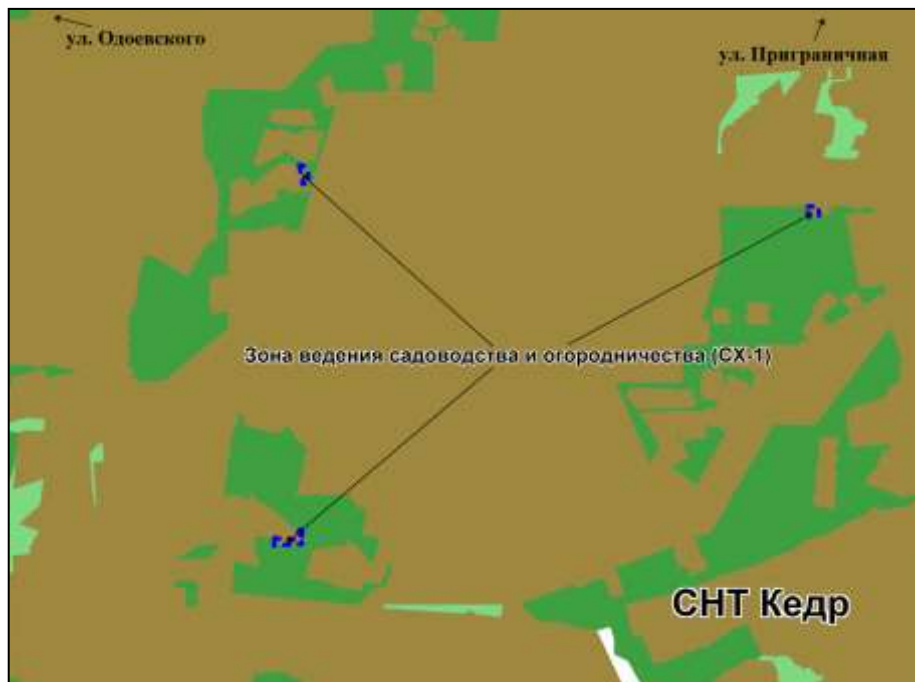 ул. Одоевского
ул. Приграничная
Зона ведения садоводства и огородничества (СХ-1)
СНТ Кедр